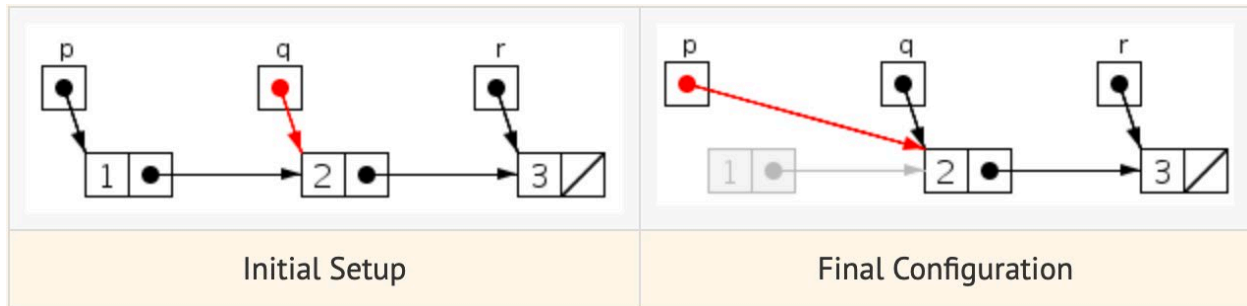 p q r
1 2 3
Initial Setup
p q r
1 2 3
Final Configuration